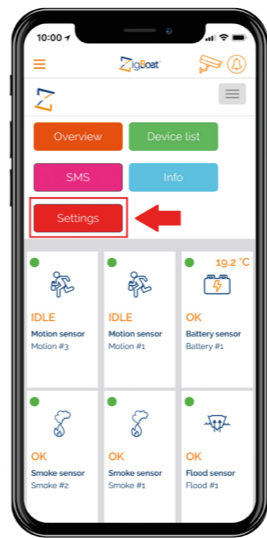 10:00
ZigBoat
Overview
Device list
SMS
Info
Settings
19.2 °C
IDLE
IDLE
OK
Motion sensor
Motion sensor
Battery sensor
Motion #3
Motion #1
Battery #1
OK
OK
OK
Smoke sensor
Smoke sensor
Flood sensor
Smoke #2
Smoke #1
Flood #1